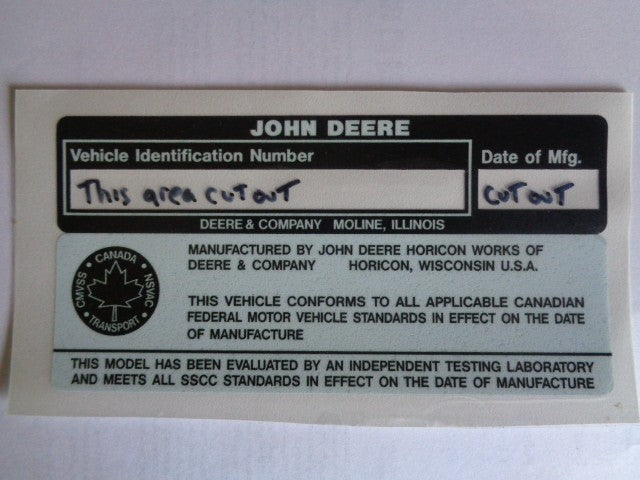 JOHN DEERE
Vehicle Identification Number
Date of Mfg.
This area cut out
cut out
DEERE & COMPANY MOLINE, ILLINOIS
CANADA
CMVSS
NSVAC
TRANSPORT
MANUFACTURED BY JOHN DEERE HORICON WORKS OF
DEERE & COMPANY HORICON, WISCONSIN U.S.A.
THIS VEHICLE CONFORMS TO ALL APPLICABLE CANADIAN
FEDERAL MOTOR VEHICLE STANDARDS IN EFFECT ON THE DATE
OF MANUFACTURE
THIS MODEL HAS BEEN EVALUATED BY AN INDEPENDENT TESTING LABORATORY
AND MEETS ALL SSCC STANDARDS IN EFFECT ON THE DATE OF MANUFACTURE